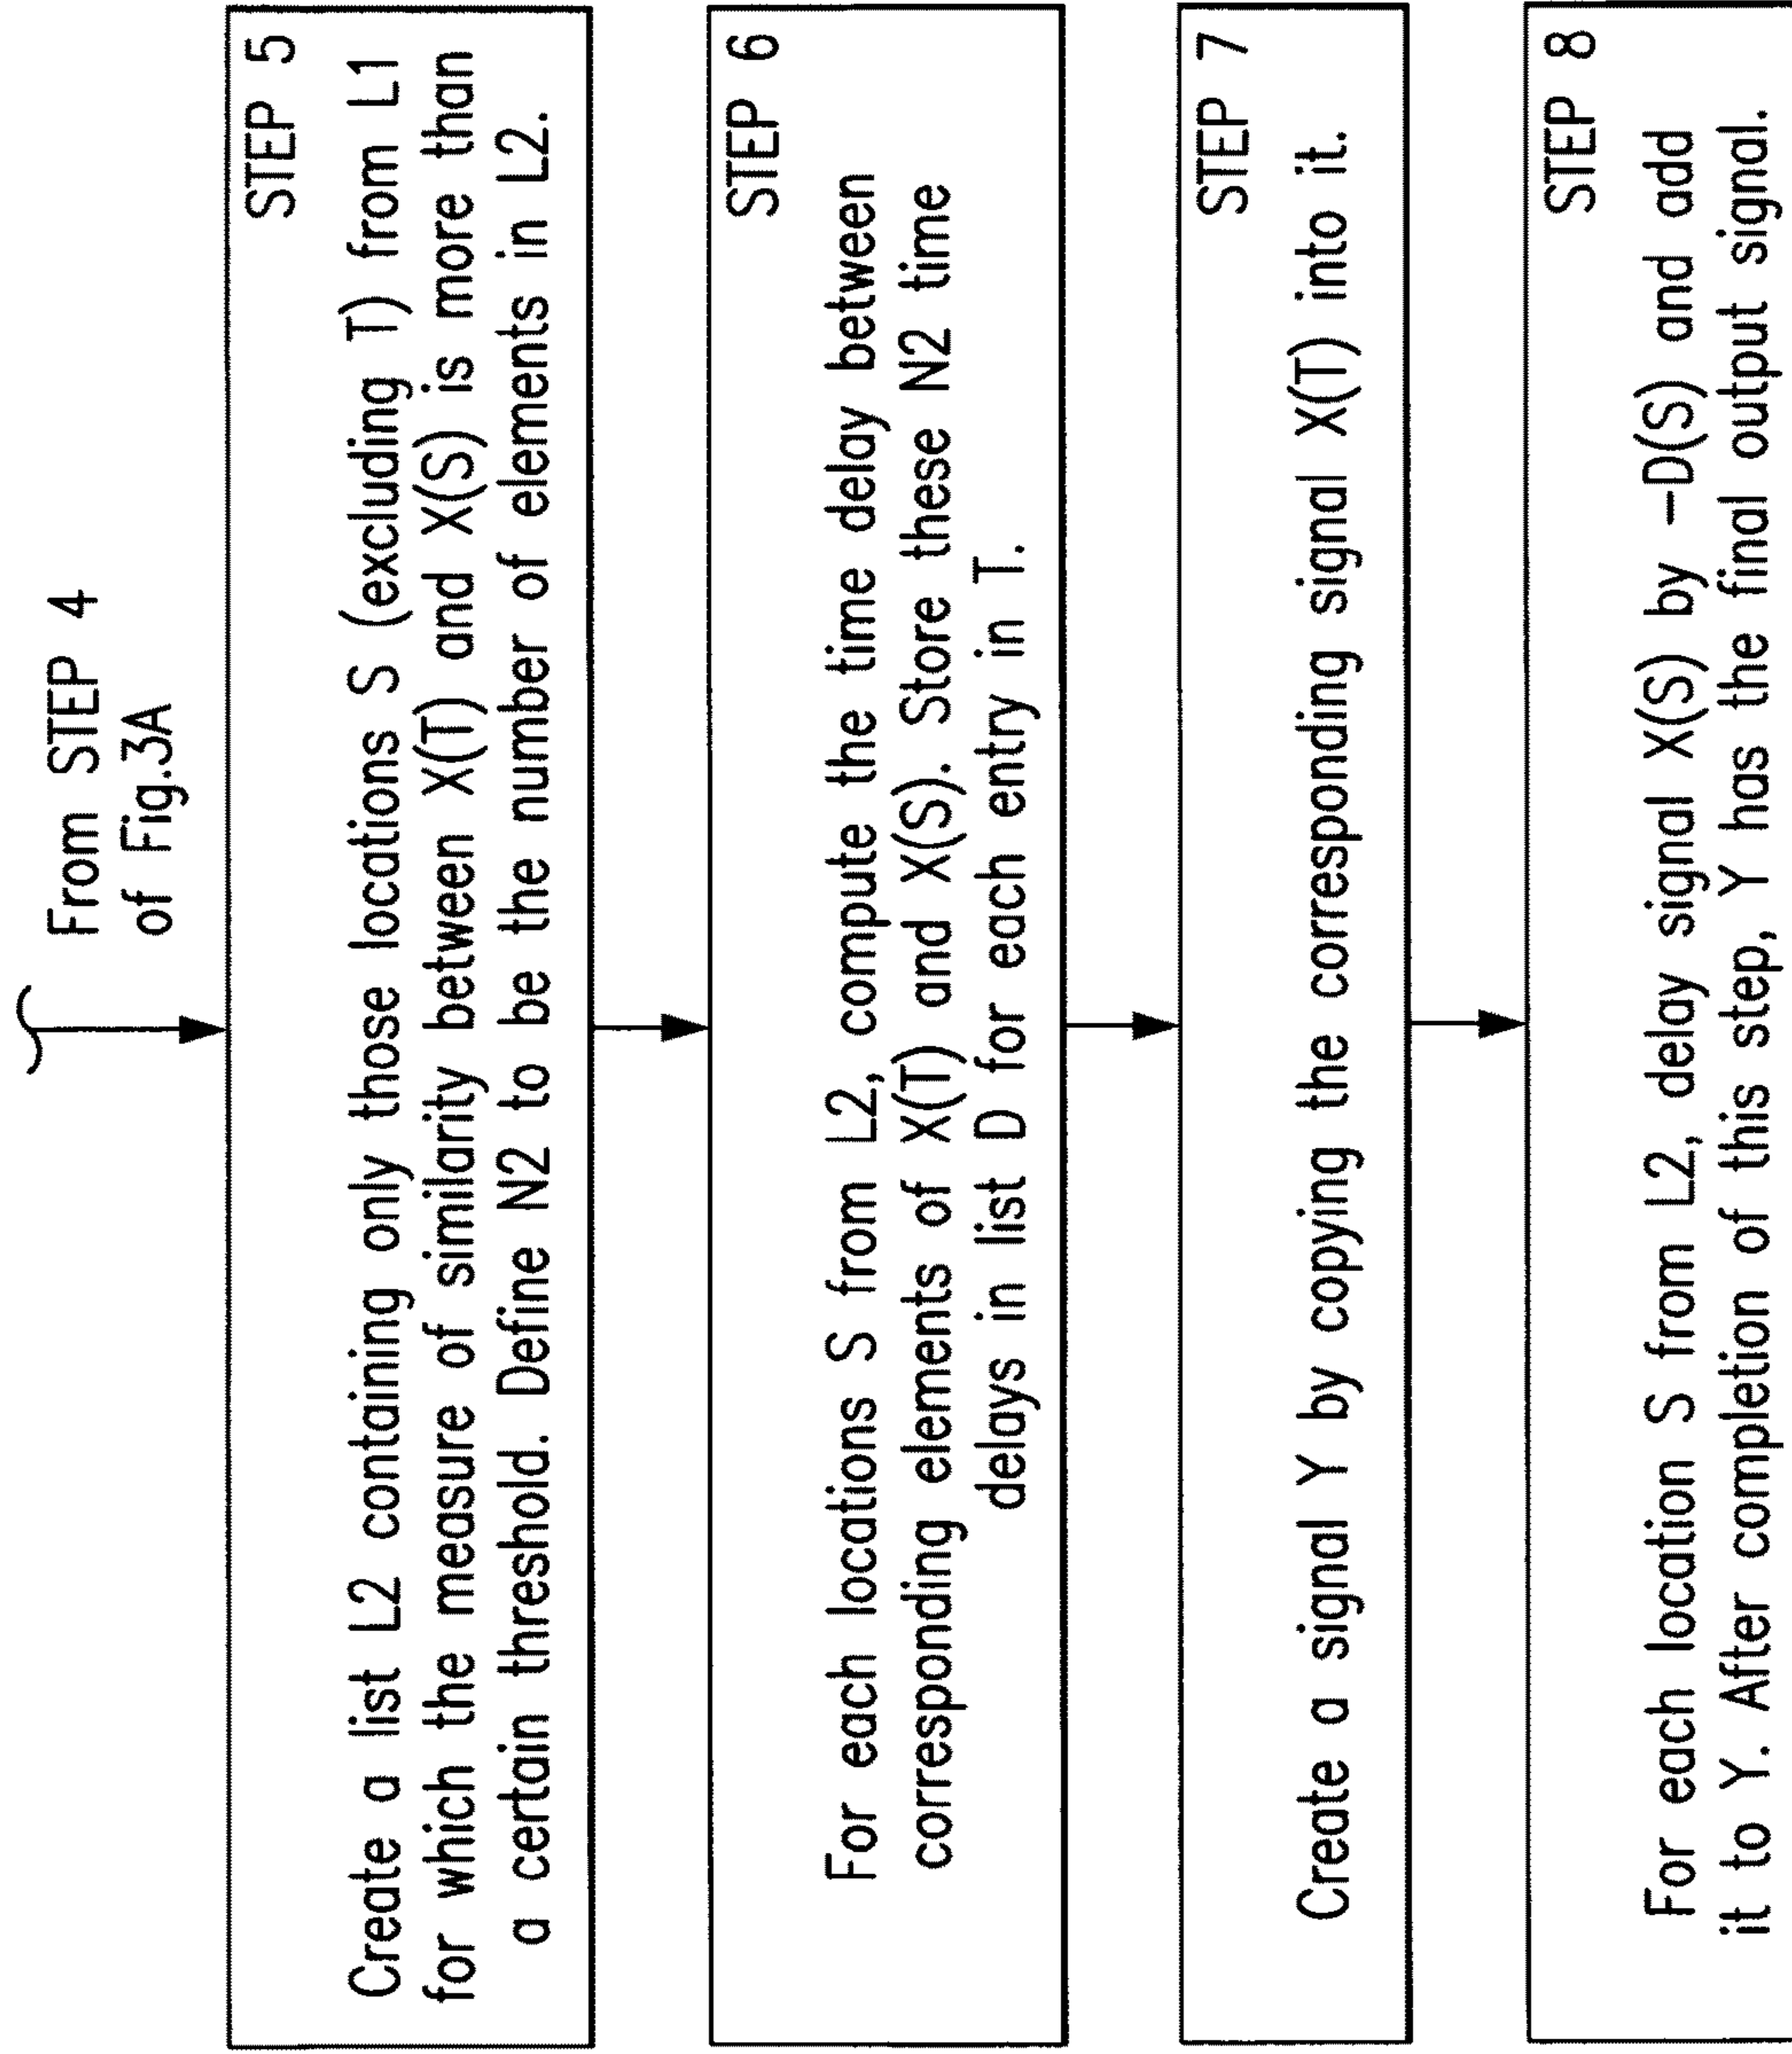 From STEP 4
of Fig.3A
STEP 5
Create a list L2 containing only those locations S (excluding T) from L1
for which the measure of similarity between X(T) and X(S) is more than
a certain threshold. Define N2 to be the number of elements in L2.
STEP 6
For each locations S from L2, compute the time delay between
corresponding elements of X(T) and X(S). Store these N2 time
delays in list D for each entry in T.
STEP 7
Create a signal Y by copying the corresponding signal X(T) into it.
STEP 8
For each location S from L2, delay signal X(S) by -D(S) and add
it to Y. After completion of this step, Y has the final output signal.